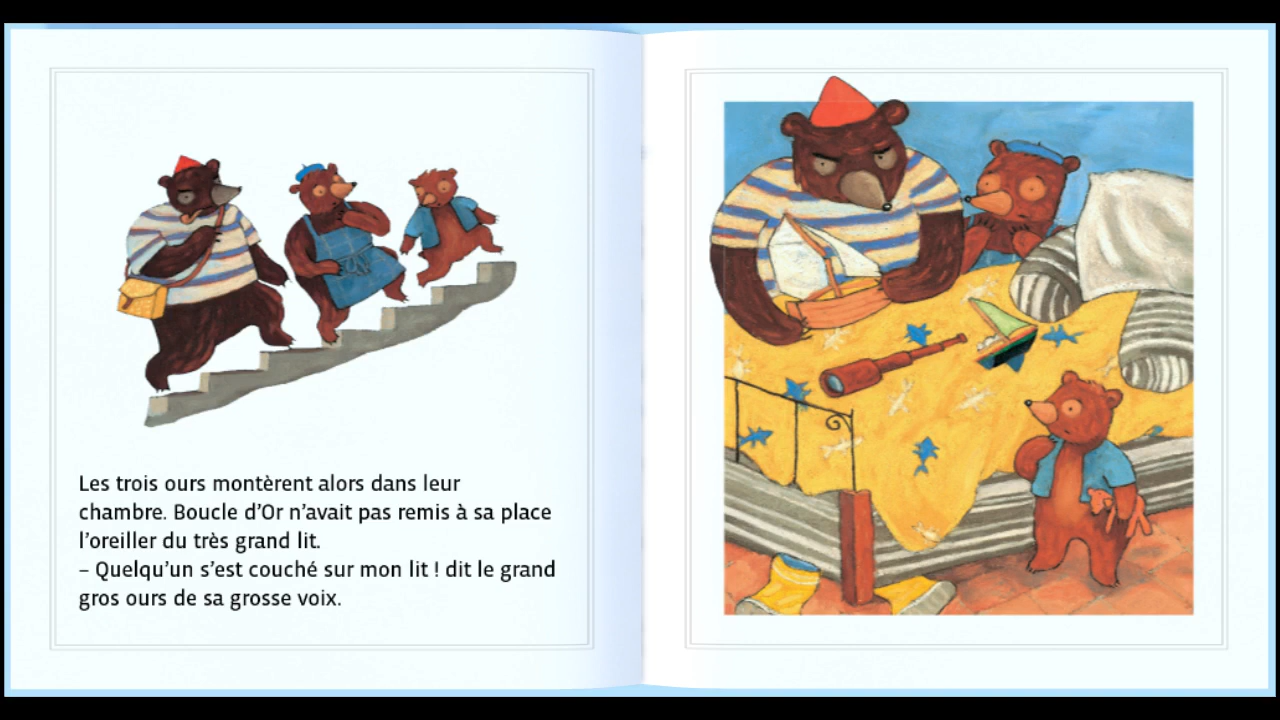 Les trois ours montèrent alors dans leur
chambre. Boucle d’Or n’avait pas remis à sa place
l’oreiller du très grand lit.
– Quelqu’un s’est couché sur mon lit ! dit le grand
gros ours de sa grosse voix.